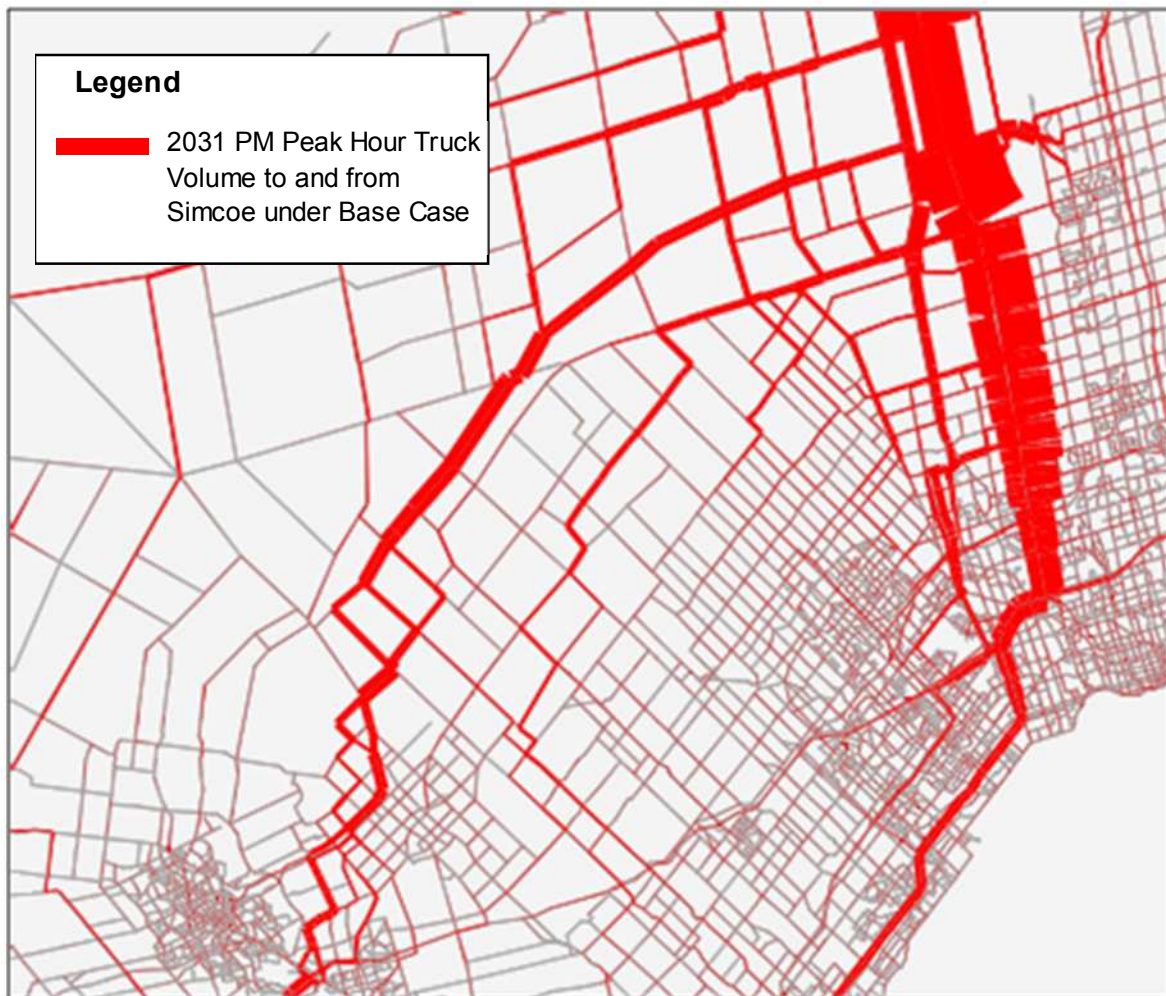 Legend
2031 PM Peak Hour Truck
Volume to and from
Simcoe under Base Case